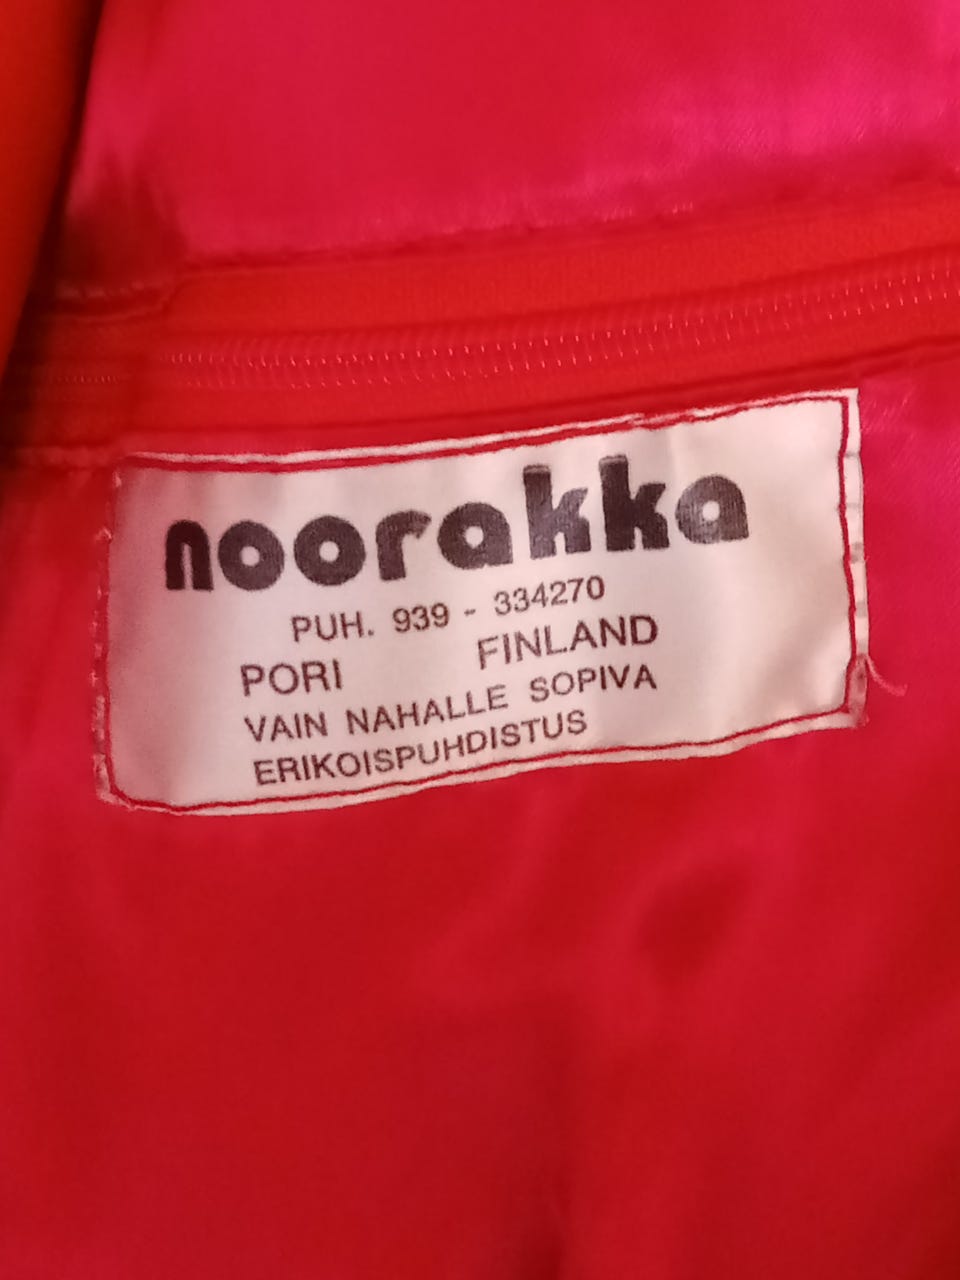 noorakka
PUH. 939 - 334270
PORI FINLAND
VAIN NAHALLE SOPIVA
ERIKOISPUHDISTUS